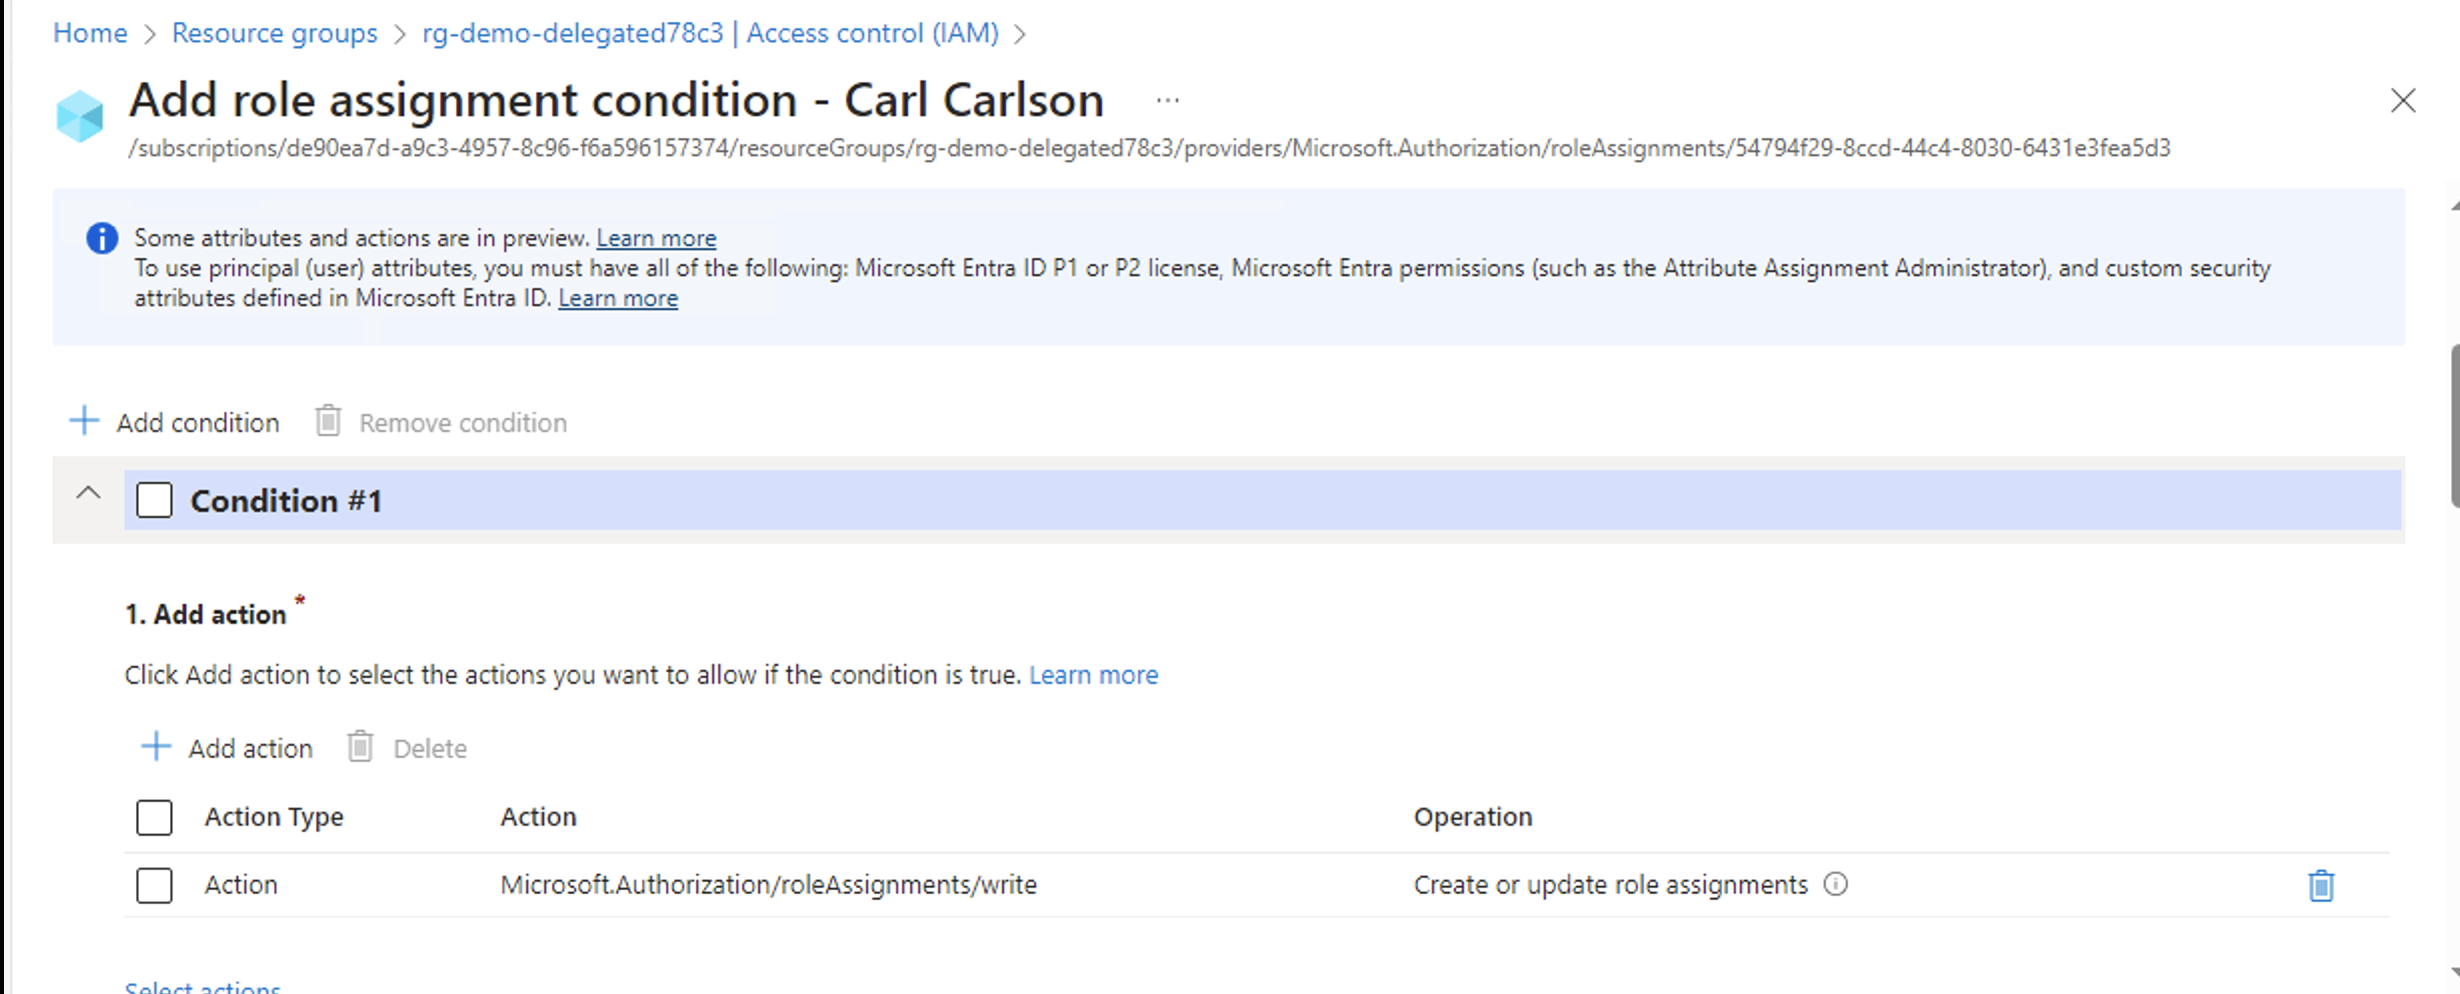 Home > Resource groups > rg-demo-delegated78c3 | Access control (IAM) >
Add role assignment condition - Carl Carlson ...
/subscriptions/de90ea7d-a9c3-4957-8c96-f6a596157374/resourceGroups/rg-demo-delegated78c3/providers/Microsoft.Authorization/roleAssignments/54794f29-8ccd-44c4-8030-6431e3fea5d3
Some attributes and actions are in preview. Learn more
To use principal (user) attributes, you must have all of the following: Microsoft Entra ID P1 or P2 license, Microsoft Entra permissions (such as the Attribute Assignment Administrator), and custom security
attributes defined in Microsoft Entra ID. Learn more
Add condition Remove condition
Condition #1
1. Add action *
Click Add action to select the actions you want to allow if the condition is true. Learn more
Add action Delete
Action Type Action Operation
Action Microsoft.Authorization/roleAssignments/write Create or update role assignments
Select actions